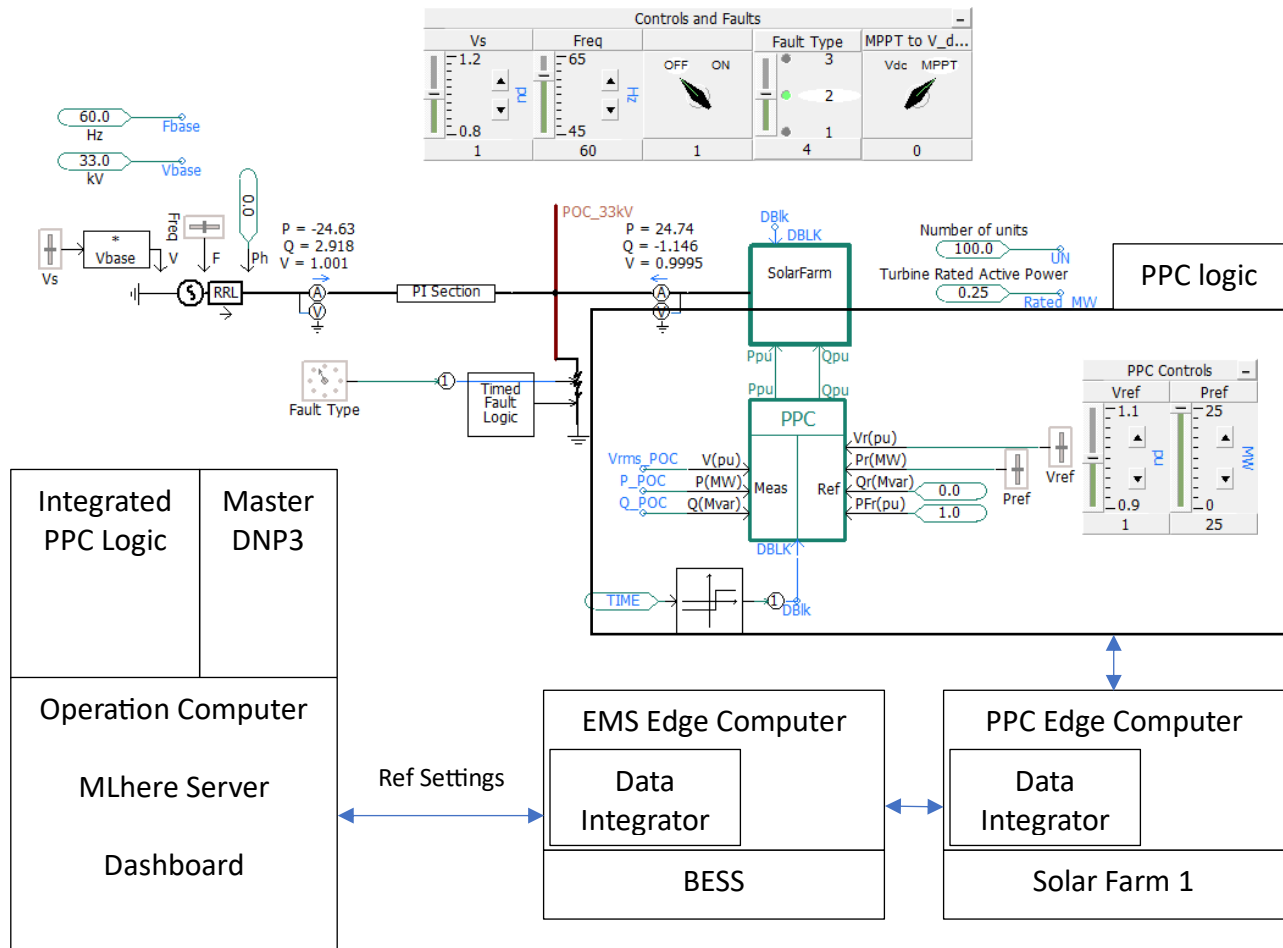 Controls and Faults
Vs
Freq
Fault Type
MPPT to V_d...
1.2
0.8
pu
1
65
45
Hz
60
OFF ON
1
3
2
1
4
Vdc MPPT
0
60.0
Hz
Fbase
33.0
kV
Vbase
0.0
Freq
Vs
*
Vbase
V
F
Ph
S
RRL
P = -24.63
Q = 2.918
V = 1.001
A
V
PI Section
POC_33kV
P = 24.74
Q = -1.146
V = 0.9995
A
V
DBlk
DBLK
SolarFarm
Number of units
100.0
UN
Turbine Rated Active Power
0.25
Rated_MW
PPC logic
Fault Type
1
Timed
Fault
Logic
Ppu Qpu
Ppu Qpu
PPC
Meas
Ref
Vrms_POC
V(pu)
P_POC
P(MW)
Q_POC
Q(Mvar)
Vr(pu)
Pr(MW)
Qr(Mvar)
0.0
PFr(pu)
1.0
Pref
Vref
DBLK
TIME
1
DBlk
PPC Controls
Vref
Pref
1.1
0.9
pu
1
25
0
MW
25
Integrated
PPC Logic
Master
DNP3
Operation Computer
MLhere Server
Dashboard
Ref Settings
EMS Edge Computer
Data
Integrator
BESS
PPC Edge Computer
Data
Integrator
Solar Farm 1